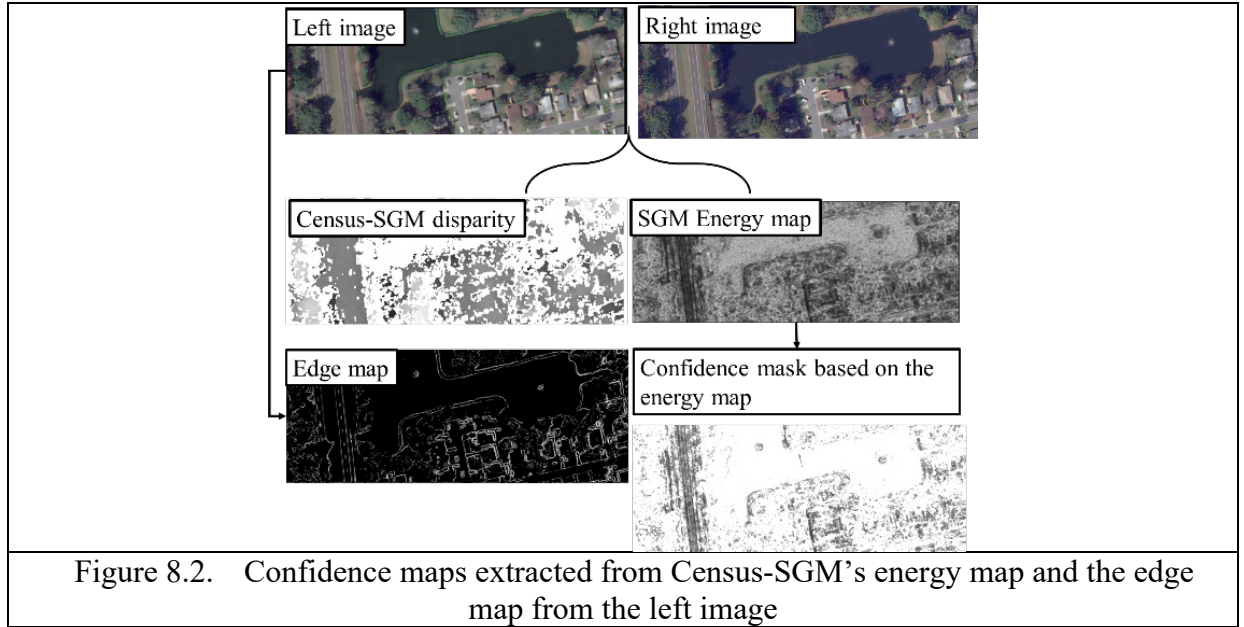 Left image
Right image
Census-SGM disparity
SGM Energy map
Edge map
Confidence mask based on the
energy map
Figure 8.2. Confidence maps extracted from Census-SGM’s energy map and the edge
map from the left image